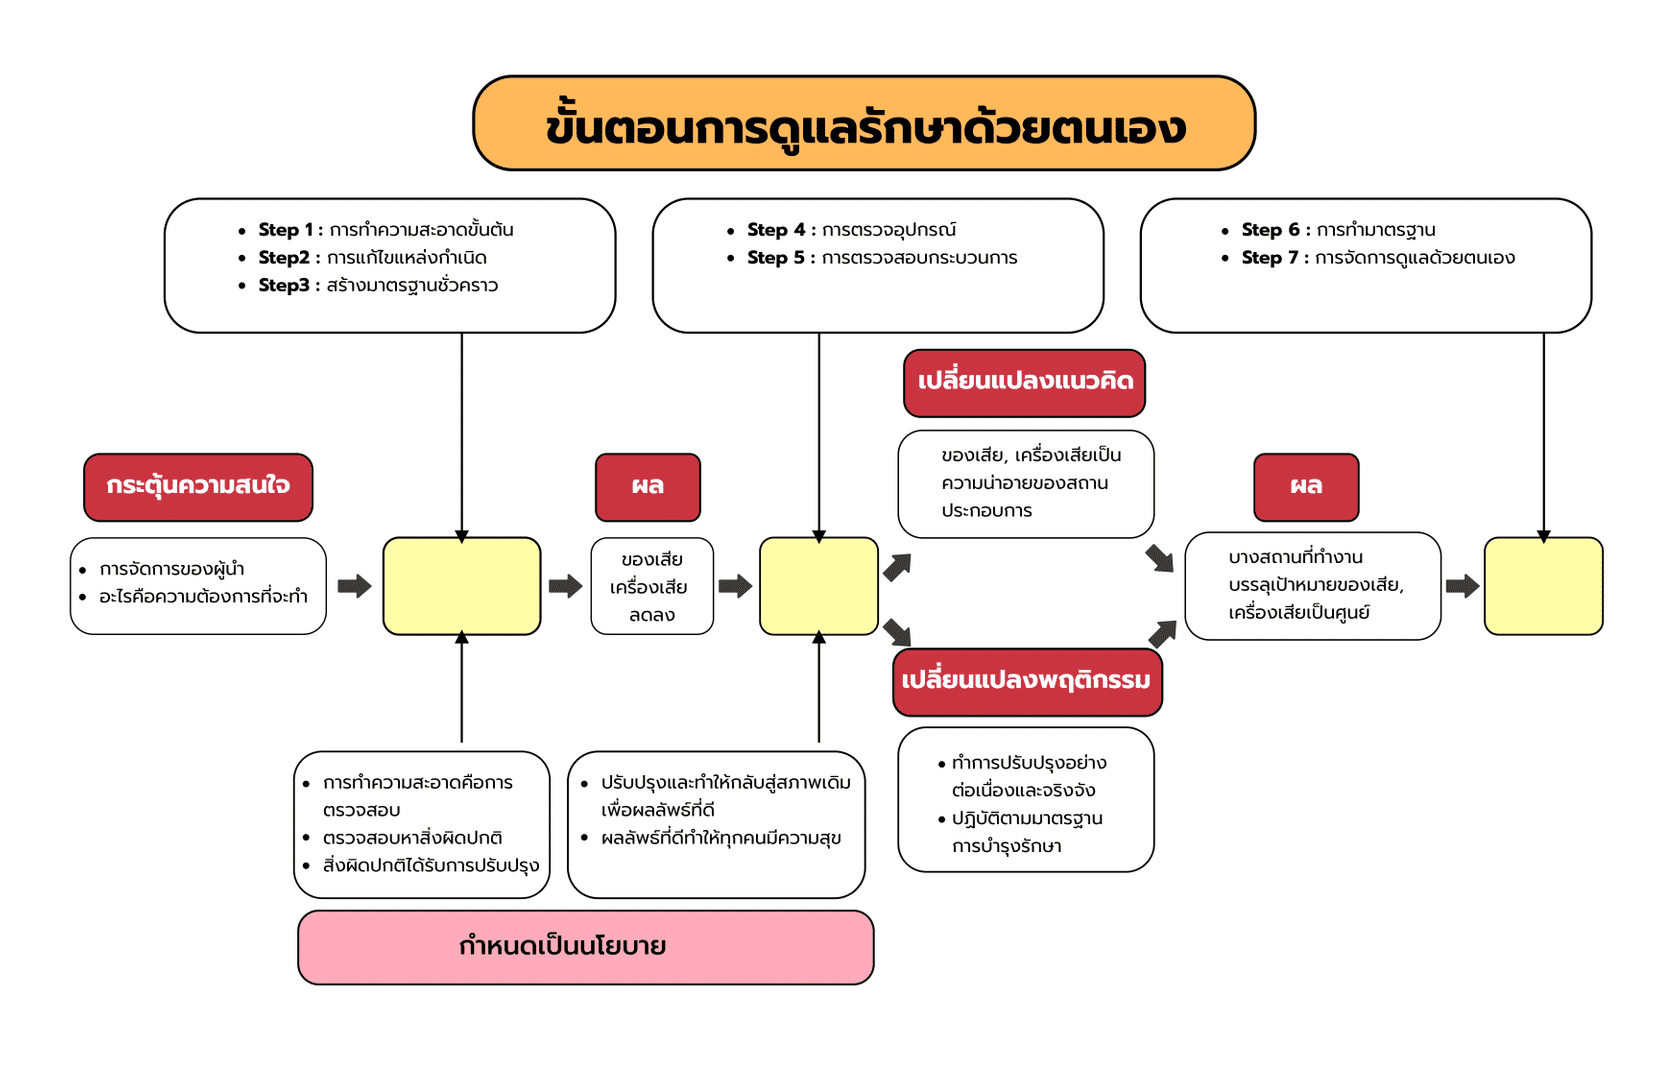 ขั้นตอนการดูแลรักษาด้วยตนเอง
Step 1 : การทำความสะอาดขั้นต้น
Step2 : การแก้ไขแหล่งกำเนิด
Step3 : สร้างมาตรฐานชั่วคราว
Step 4 : การตรวจอุปกรณ์
Step 5 : การตรวจสอบกระบวนการ
Step 6 : การทำมาตรฐาน
Step 7 : การจัดการดูแลด้วยตนเอง
กระตุ้นความสนใจ
การจัดการของผู้นำ
อะไรคือความต้องการที่จะทำ
ผล
ของเสีย
เครื่องเสีย
ลดลง
เปลี่ยนแปลงแนวคิด
ของเสีย, เครื่องเสียเป็น
ความน่าอายของสถาน
ประกอบการ
เปลี่ยนแปลงพฤติกรรม
ทำการปรับปรุงอย่าง
ต่อเนื่องและจริงจัง
ปฏิบัติตามมาตรฐาน
การบำรุงรักษา
ผล
บางสถานที่ทำงาน
บรรลุเป้าหมายของเสีย,
เครื่องเสียเป็นศูนย์
การทำความสะอาดคือการ
ตรวจสอบ
ตรวจสอบหาสิ่งผิดปกติ
สิ่งผิดปกติได้รับการปรับปรุง
ปรับปรุงและทำให้กลับสู่สภาพเดิม
เพื่อผลลัพธ์ที่ดี
ผลลัพธ์ที่ดีทำให้ทุกคนมีความสุข
กำหนดเป็นนโยบาย